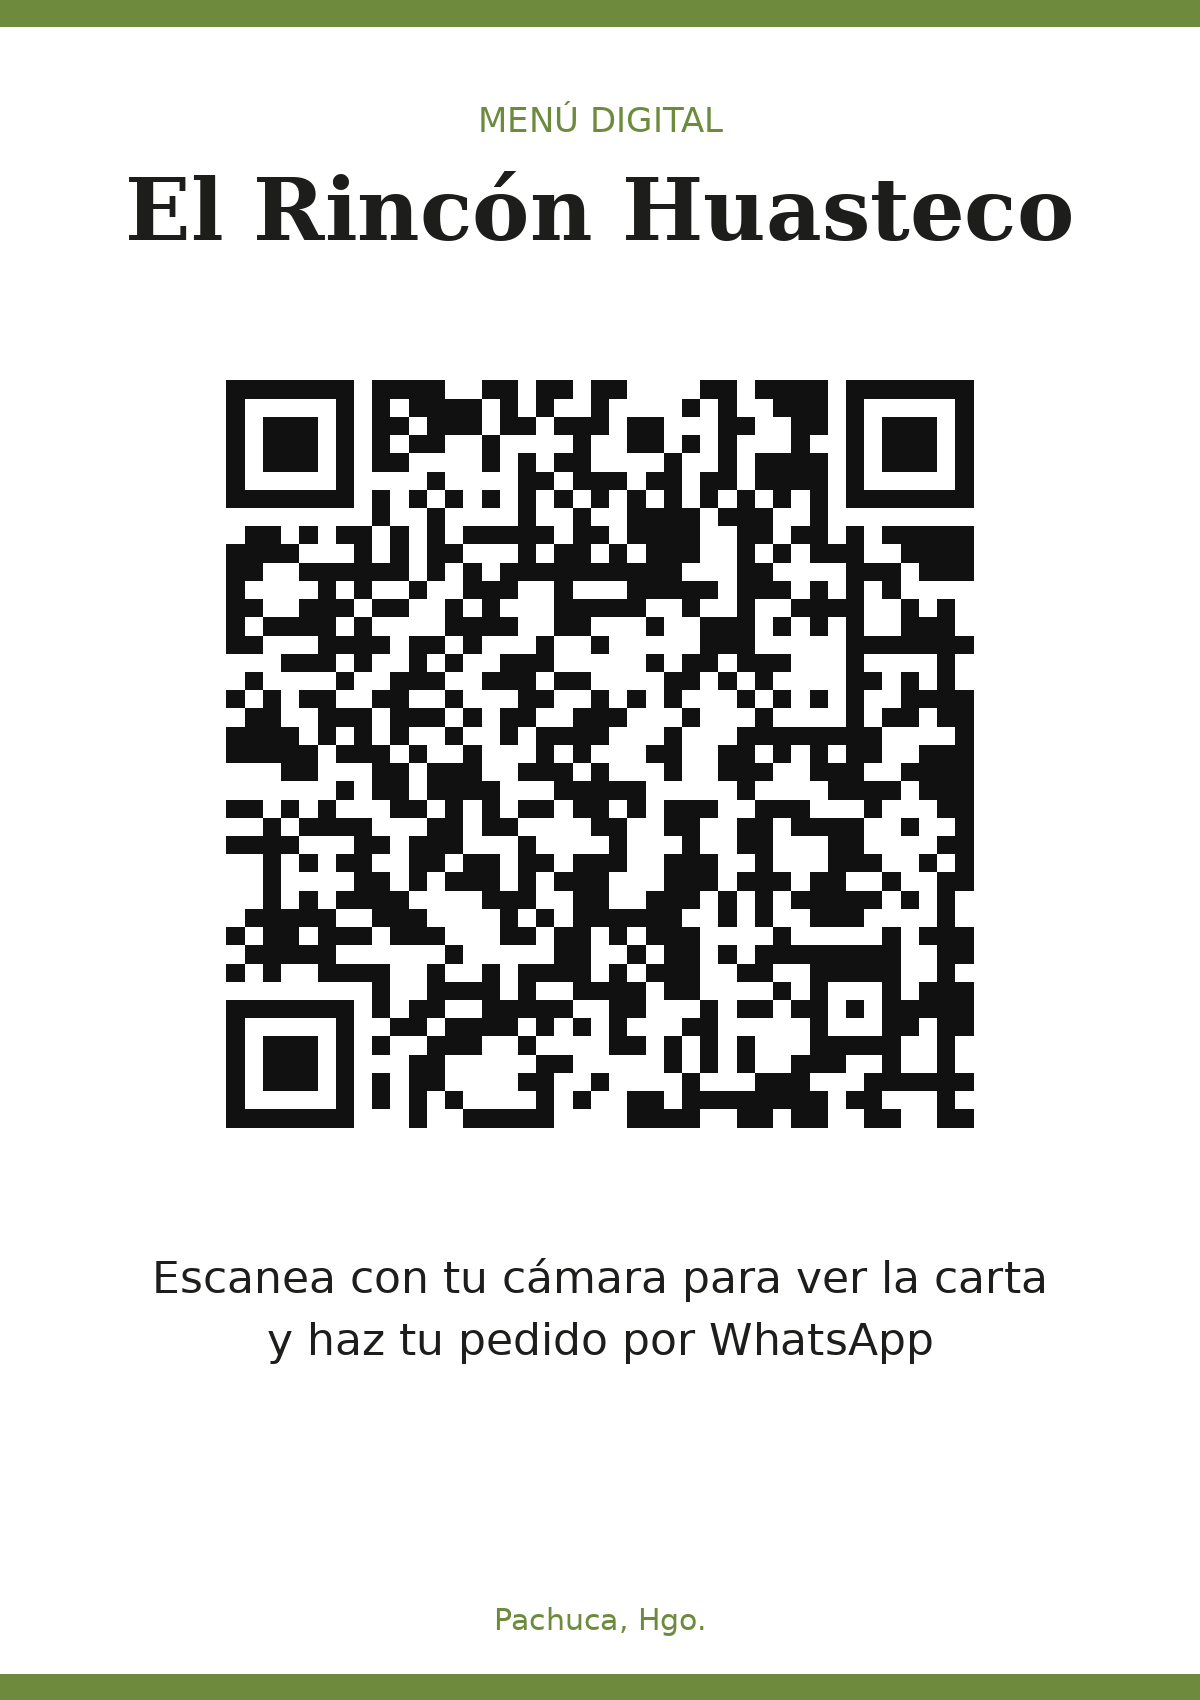 MENÚ DIGITAL
El Rincón Huasteco
Escanea con tu cámara para ver la carta
y haz tu pedido por WhatsApp
Pachuca, Hgo.